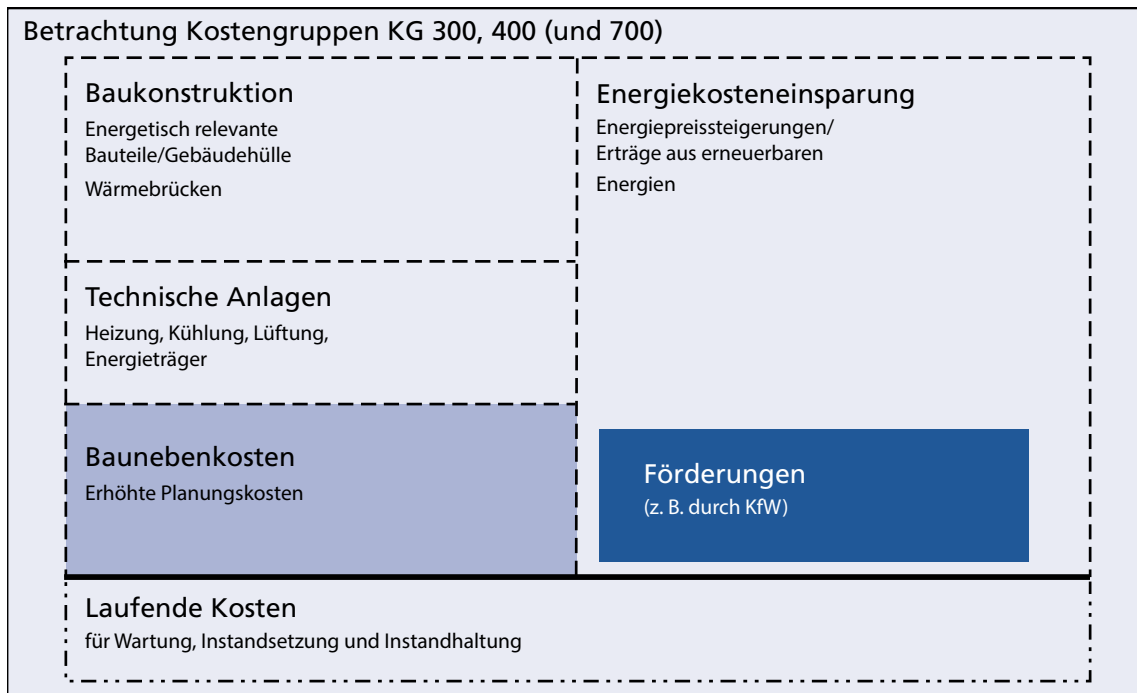 Betrachtung Kostengruppen KG 300, 400 (und 700)
Baukonstruktion
Energetisch relevante
Bauteile/Gebäudehülle
Wärmebrücken
Technische Anlagen
Heizung, Kühlung, Lüftung,
Energieträger
Baunebenkosten
Erhöhte Planungskosten
Energiekosteneinsparung
Energiepreissteigerungen/
Erträge aus erneuerbaren
Energien
Förderungen
(z. B. durch KfW)
Laufende Kosten
für Wartung, Instandsetzung und Instandhaltung